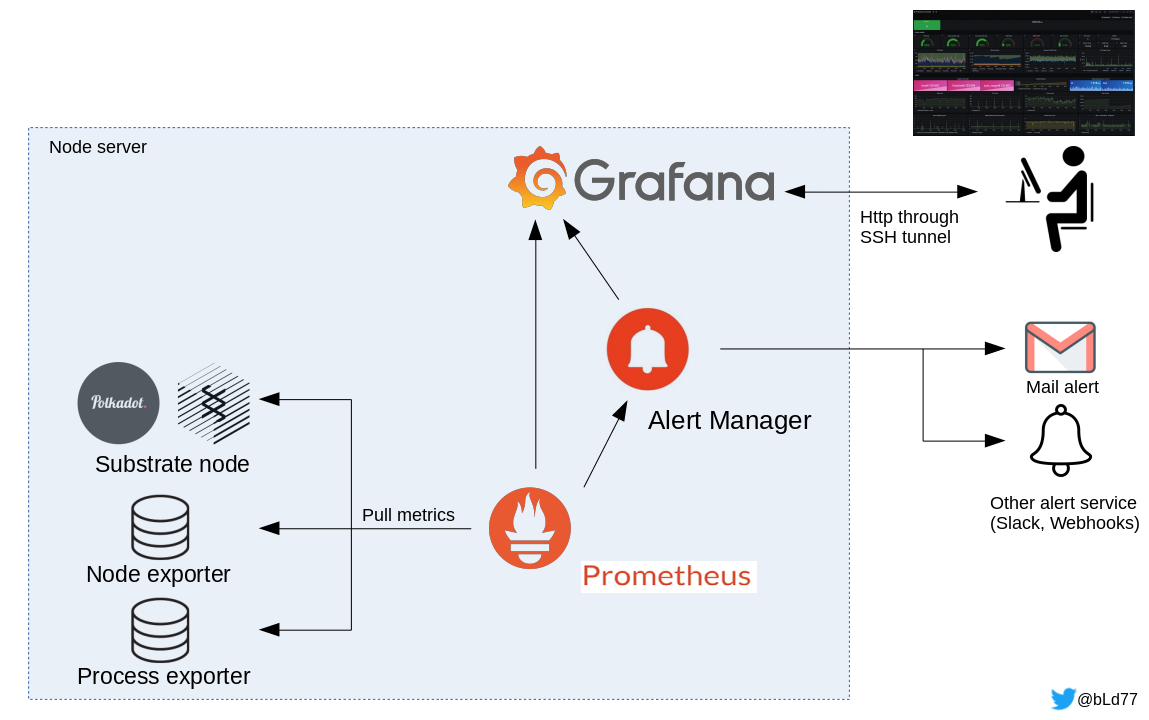 Node server
Grafana
Http through
SSH tunnel
Polkadot.
Mail alert
Alert Manager
Substrate node
Other alert service
(Slack, Webhooks)
Pull metrics
Node exporter
Prometheus
Process exporter
@bLd77